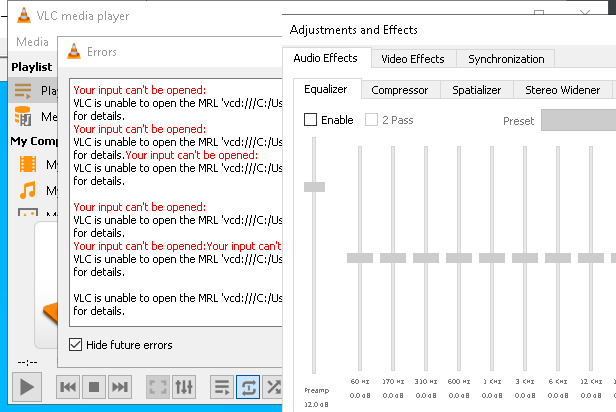 VLC media player
Media
Playlist
Play
Me
My Comp
My
My
--:--
Errors
Your input can't be opened:
VLC is unable to open the MRL 'vcd:///C:/Us
for details.
Your input can't be opened:
VLC is unable to open the MRL 'vcd:///C:/Us
for details.Your input can't be opened:
VLC is unable to open the MRL 'vcd:///C:/Us
for details.
Your input can't be opened:
VLC is unable to open the MRL 'vcd:///C:/Us
for details.
Your input can't be opened:Your input can't
VLC is unable to open the MRL 'vcd:///C:/Us
for details.
VLC is unable to open the MRL 'vcd:///C:/Us
for details.
Hide future errors
Adjustments and Effects
Audio Effects Video Effects Synchronization
Equalizer Compressor Spatializer Stereo Widener
Enable 2 Pass Preset
60 Hz 170 Hz 310 Hz 600 Hz 1 KHz 3 KHz 6 KHz 12 KHz
Preamp 0.0 dB 0.0 dB 0.0 dB 0.0 dB 0.0 dB 0.0 dB 0.0 dB 0.0 dB
12.0 dB